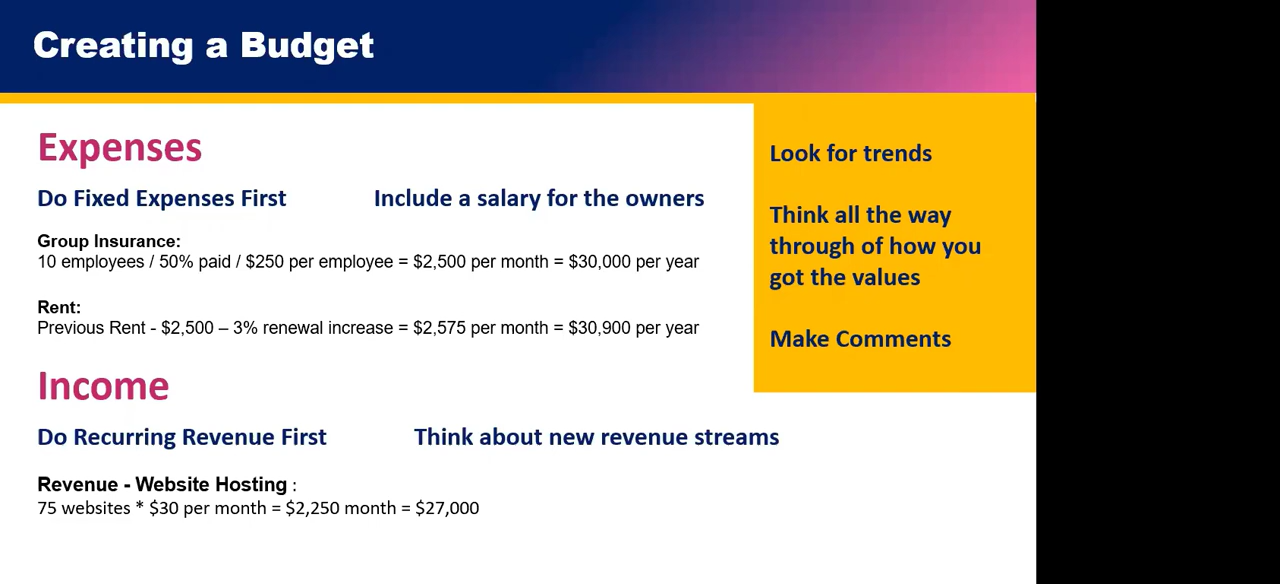 Creating a Budget
Expenses
Do Fixed Expenses First Include a salary for the owners
Group Insurance:
10 employees / 50% paid / $250 per employee = $2,500 per month = $30,000 per year
Rent:
Previous Rent - $2,500 – 3% renewal increase = $2,575 per month = $30,900 per year
Income
Do Recurring Revenue First Think about new revenue streams
Revenue - Website Hosting :
75 websites * $30 per month = $2,250 month = $27,000
Look for trends
Think all the way
through of how you
got the values
Make Comments